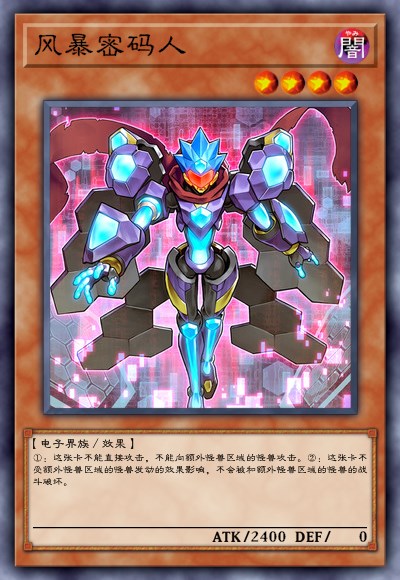 风暴密码人
やみ
闇
【电子界族／效果】
①：这张卡不能直接攻击，不能向额外怪兽区域的怪兽攻击。②：这张卡不
受额外怪兽区域的怪兽发动的效果影响，不会被和额外怪兽区域的怪兽的战
斗破坏。
ATK/2400 DEF/ 0